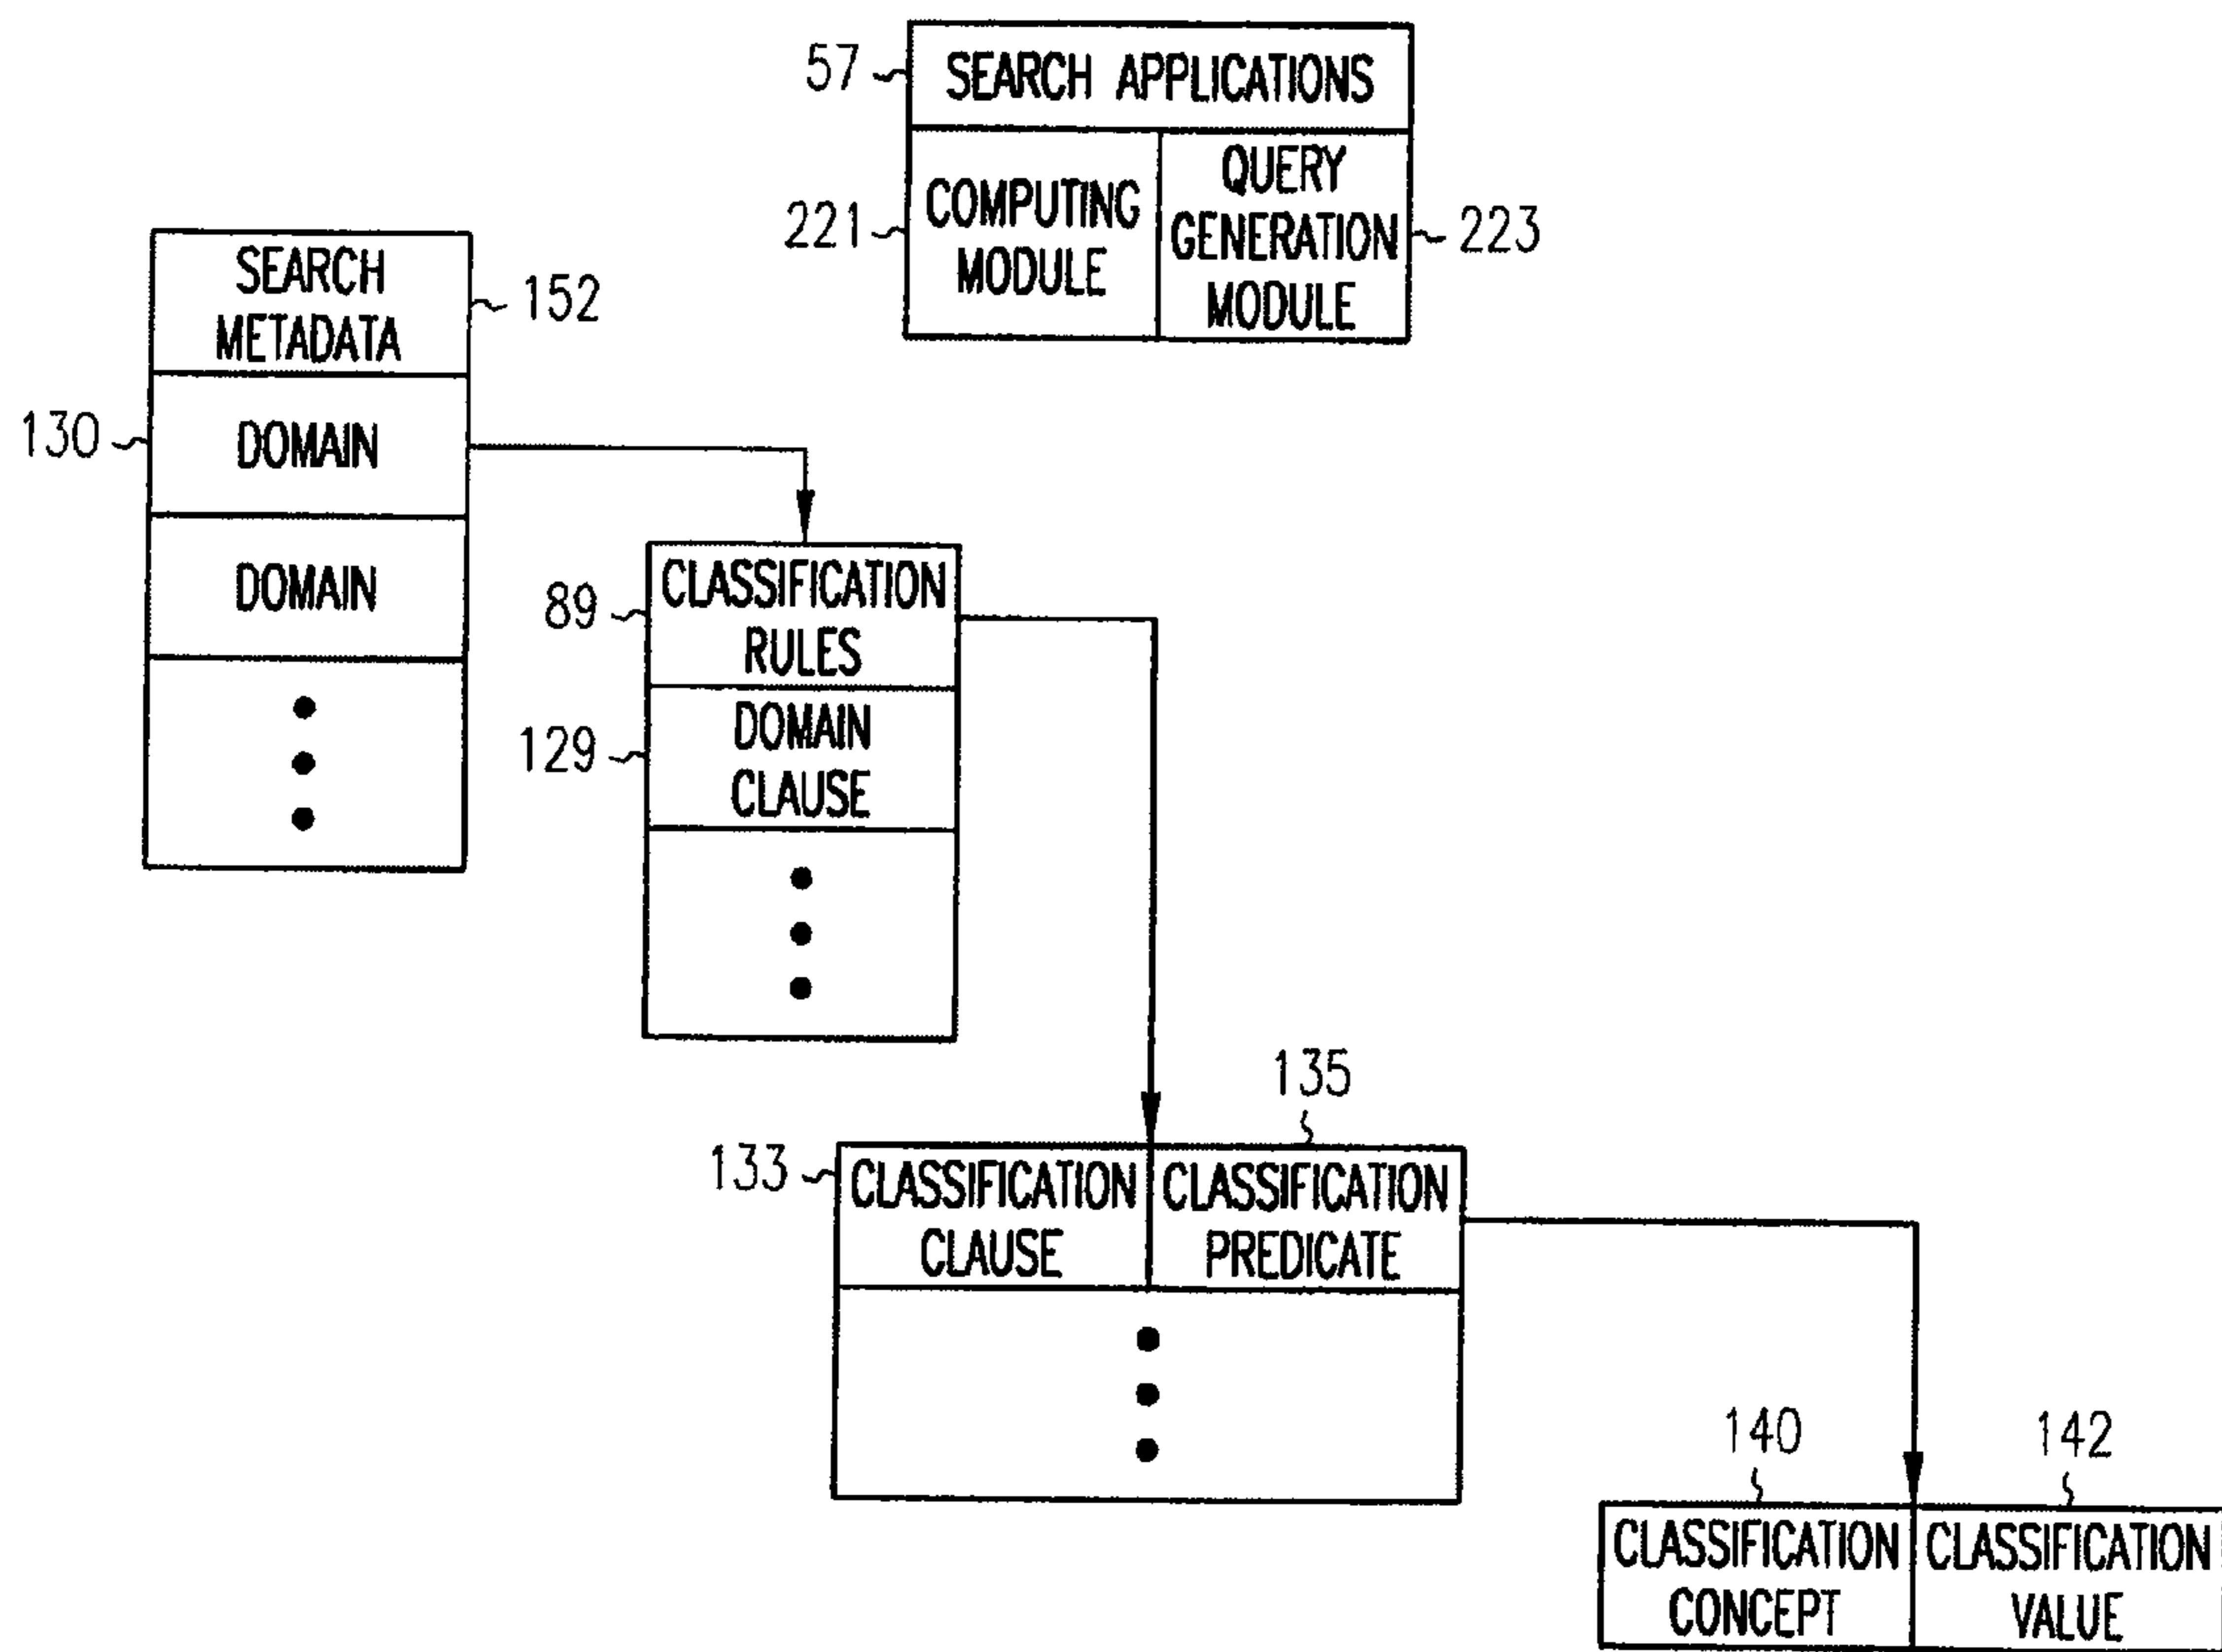 57
SEARCH APPLICATIONS
221
COMPUTING
MODULE
QUERY
GENERATION
MODULE
223
SEARCH
METADATA
152
130
DOMAIN
DOMAIN
89
CLASSIFICATION
RULES
129
DOMAIN
CLAUSE
133
CLASSIFICATION
CLAUSE
135
CLASSIFICATION
PREDICATE
140
CLASSIFICATION
CONCEPT
142
CLASSIFICATION
VALUE